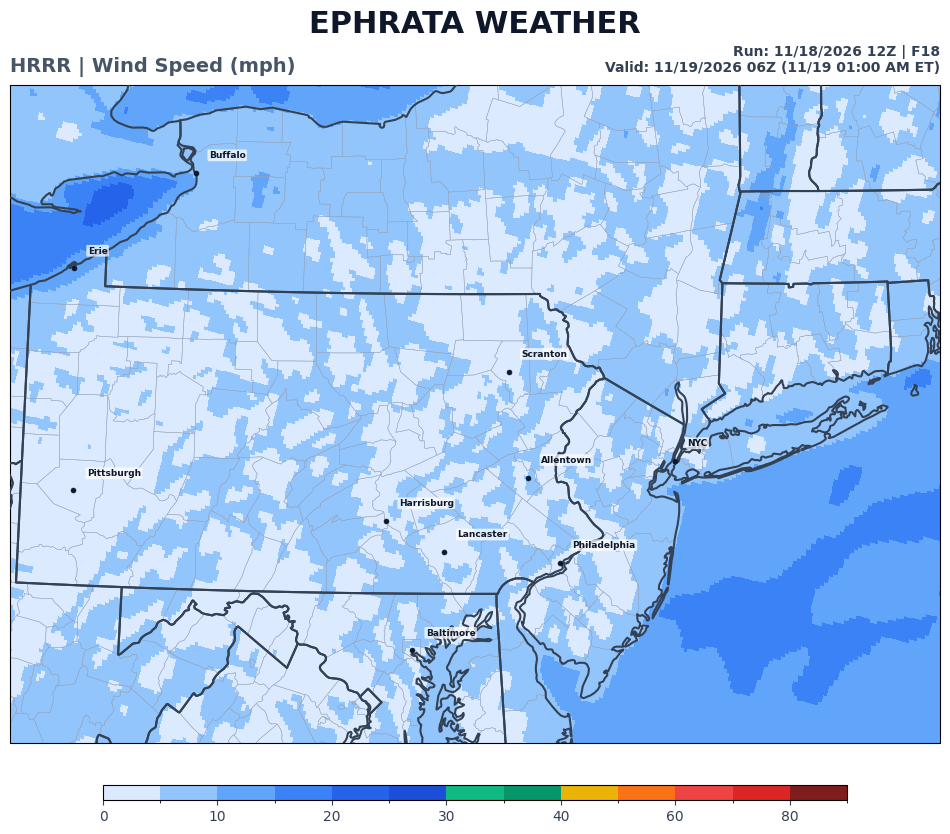 EPHRATA WEATHER
HRRR | Wind Speed (mph)
Run: 11/18/2026 12Z | F18
Valid: 11/19/2026 06Z (11/19 01:00 AM ET)
Buffalo
Erie
Scranton
NYC
Allentown
Pittsburgh
Harrisburg
Lancaster
Philadelphia
Baltimore
0 10 20 30 40 60 80